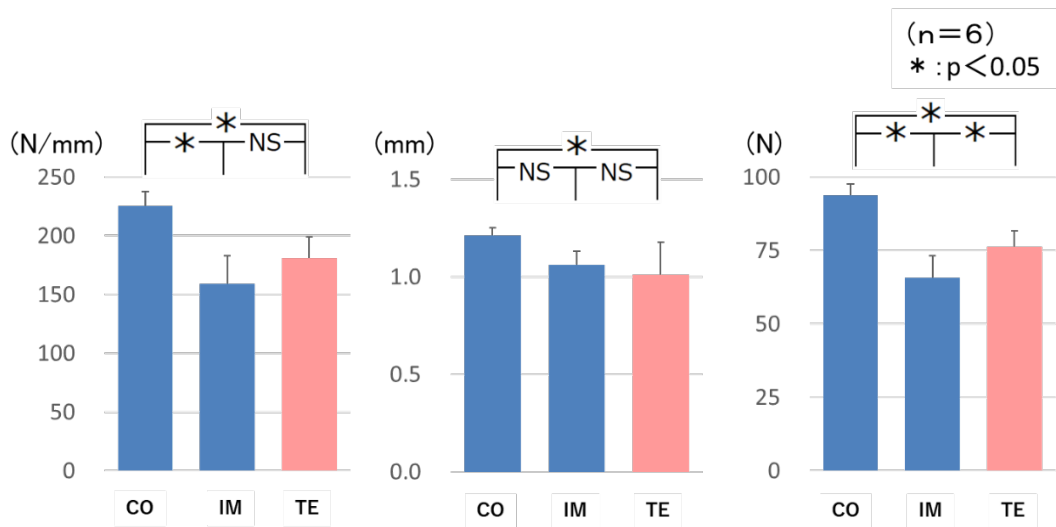 (n=6)
*:p<0.05
(N/mm)
*
* NS
250
200
150
100
50
0
CO IM TE
(mm)
*
NS NS
1.5
1.0
0.5
0.0
CO IM TE
(N)
*
* *
100
75
50
25
0
CO IM TE